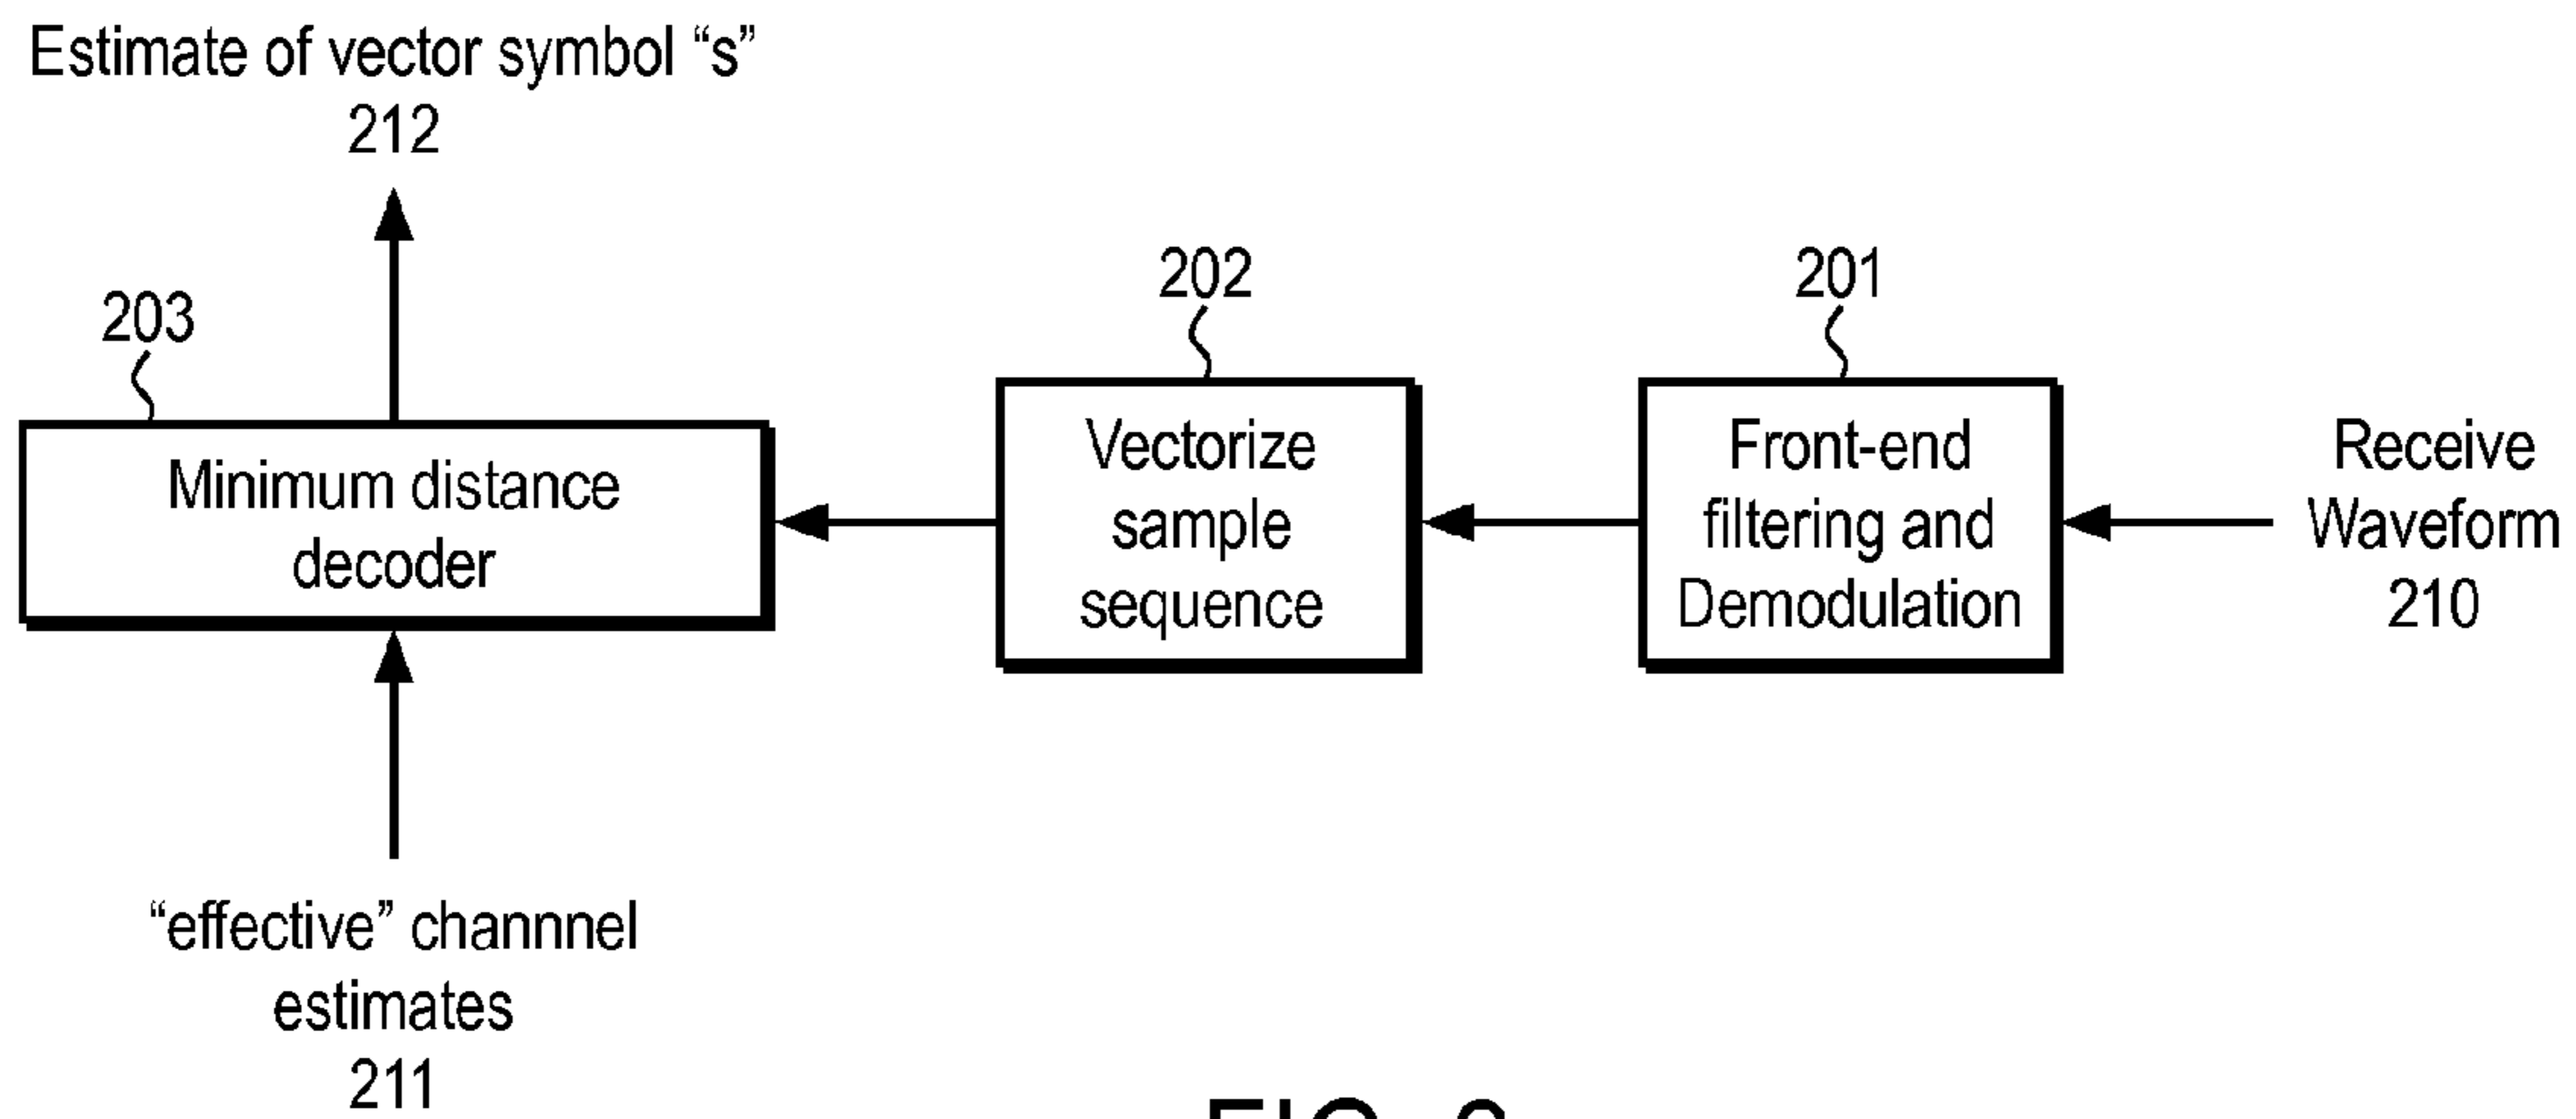 Estimate of vector symbol “s”
212
203
202
201
Minimum distance
decoder
Vectorize
sample
sequence
Front-end
filtering and
Demodulation
Receive
Waveform
210
“effective” channnel
estimates
211